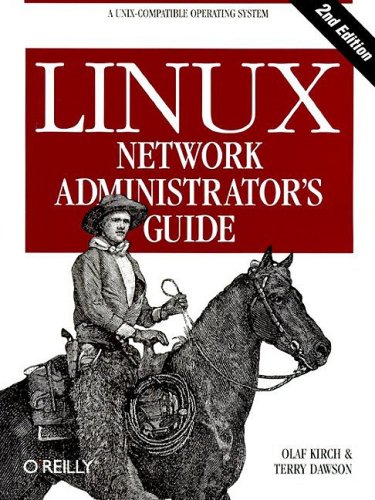 A UNIX-COMPATIBLE OPERATING SYSTEM
2nd Edition
LINUX
NETWORK
ADMINISTRATOR'S
GUIDE
OLAF KIRCH &
TERRY DAWSON
O'REILLY